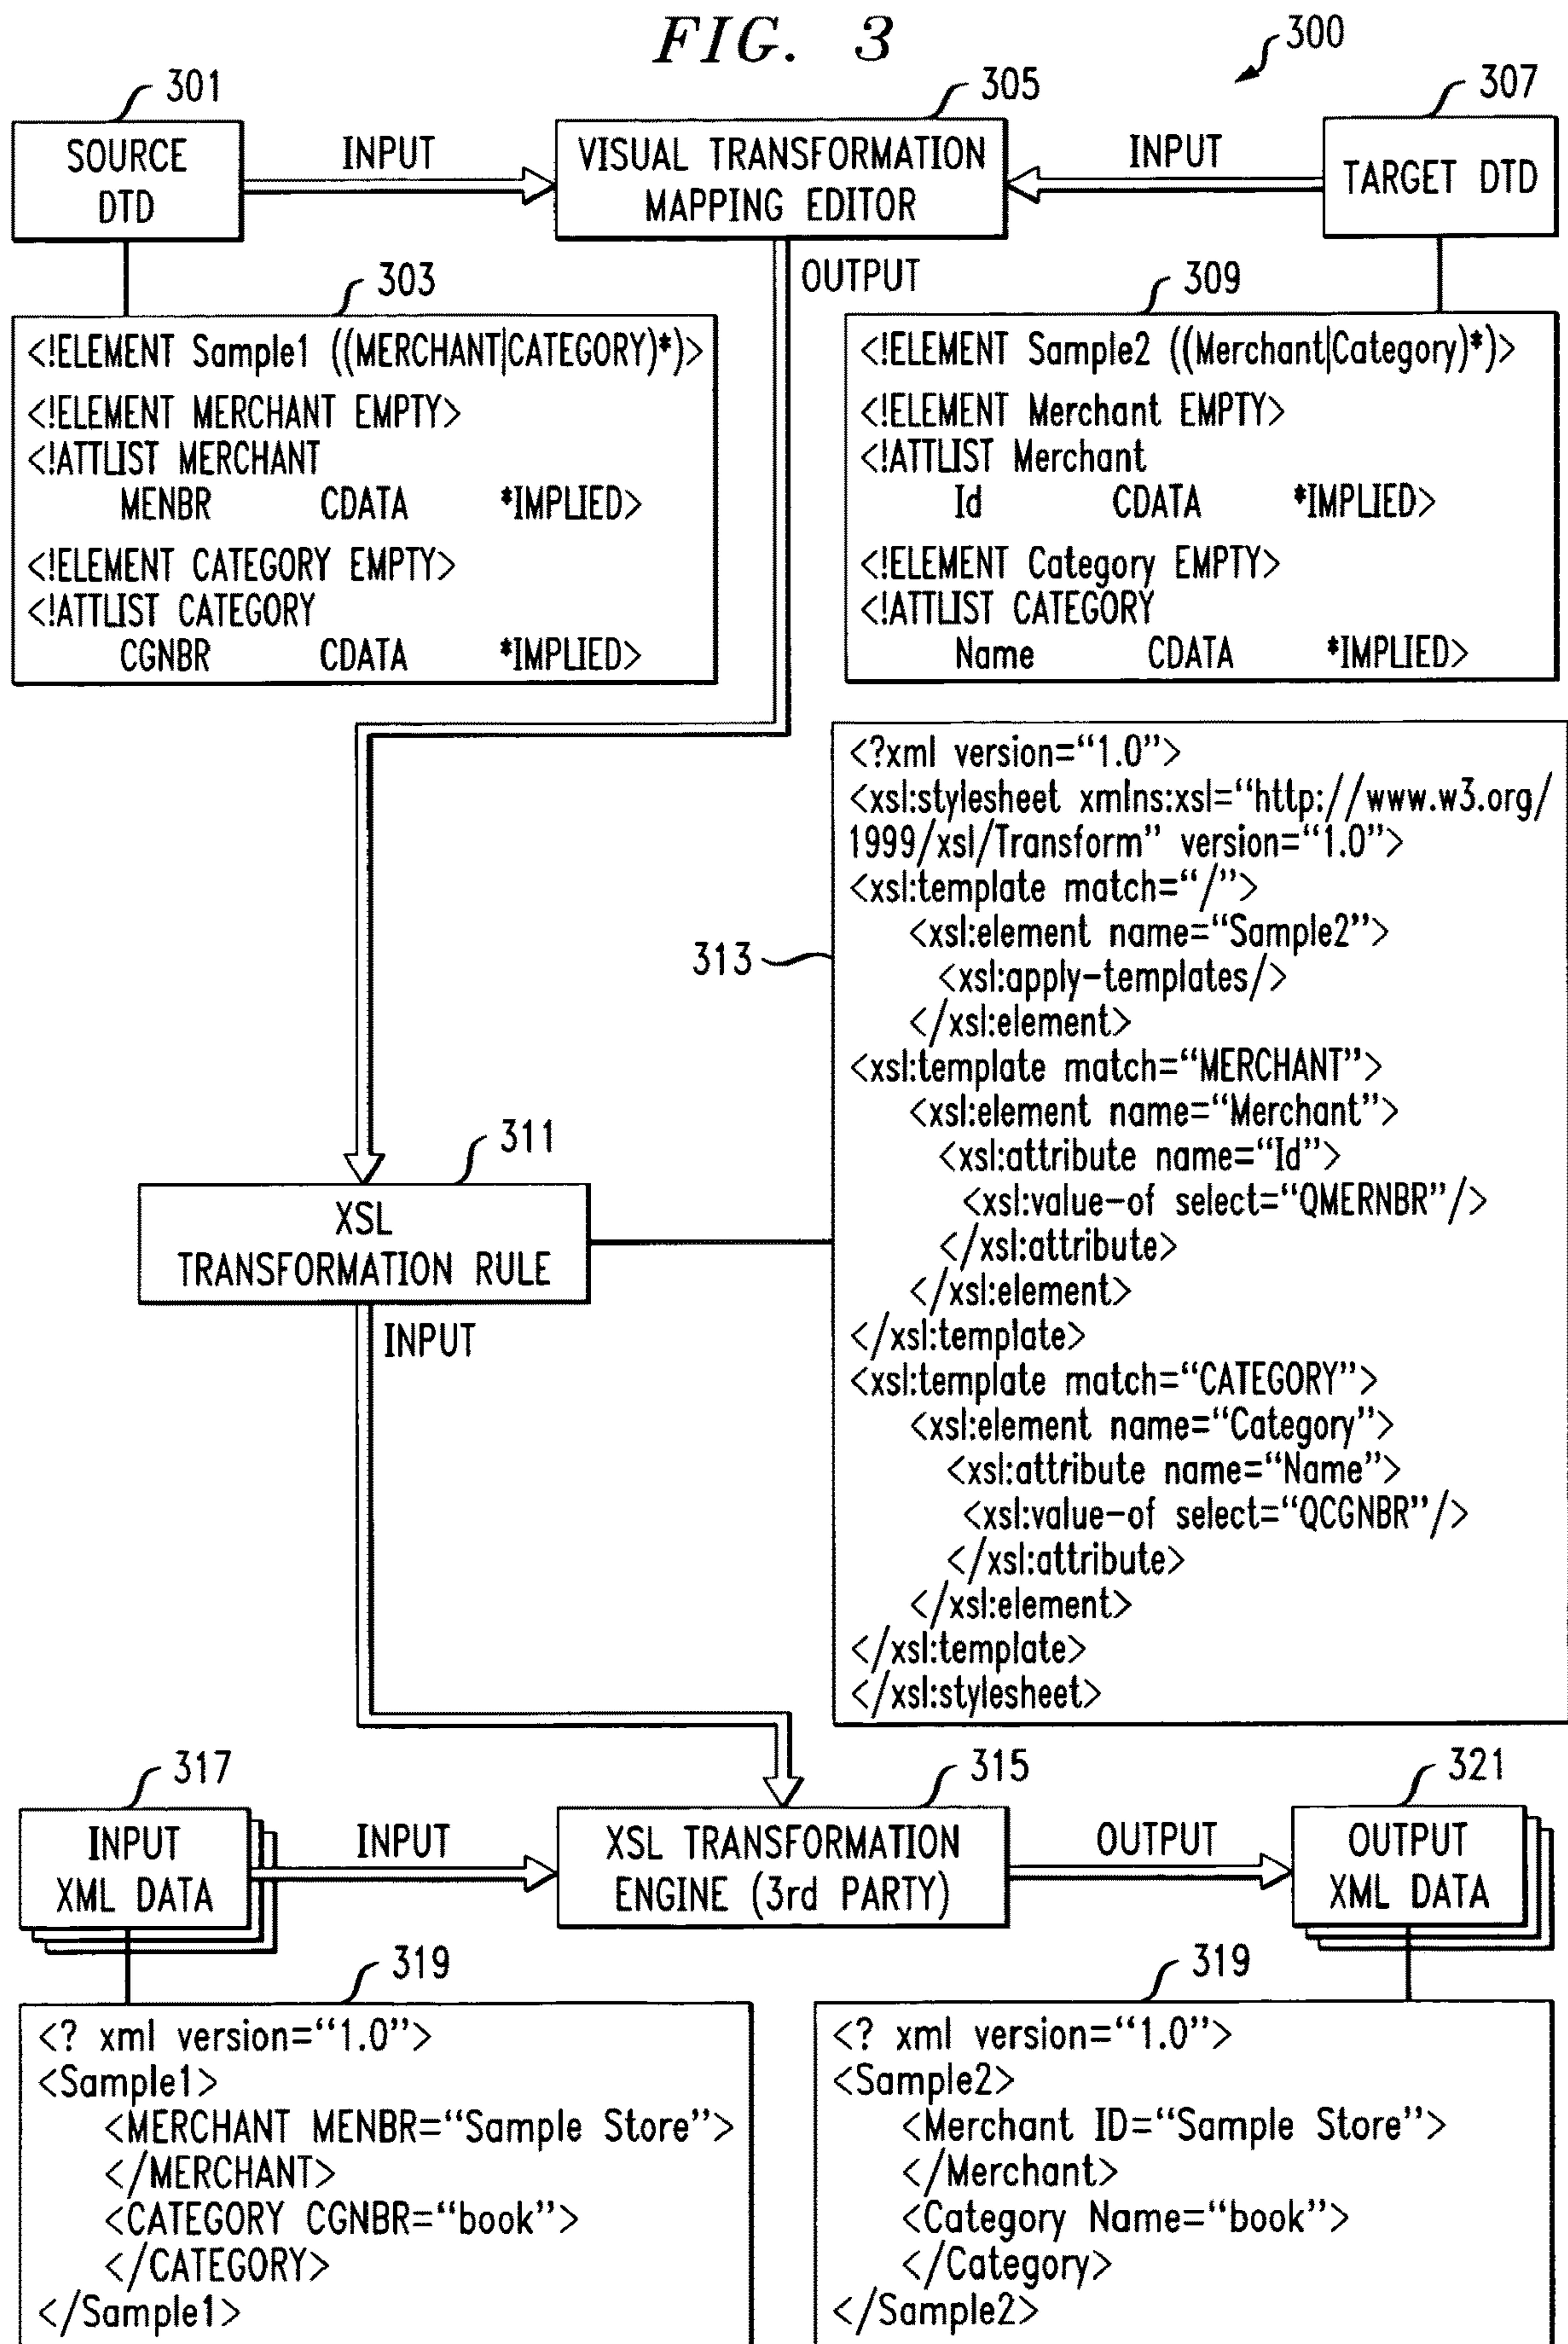 FIG. 3
300
301
305
307
SOURCE
DTD
INPUT
VISUAL TRANSFORMATION
MAPPING EDITOR
INPUT
TARGET DTD
OUTPUT
303
<!ELEMENT Sample1 ((MERCHANT|CATEGORY)*)>
<!ELEMENT MERCHANT EMPTY>
<!ATTLIST MERCHANT
MENBR CDATA *IMPLIED>
<!ELEMENT CATEGORY EMPTY>
<!ATTLIST CATEGORY
CGNBR CDATA *IMPLIED>
309
<!ELEMENT Sample2 ((Merchant|Category)*)>
<!ELEMENT Merchant EMPTY>
<!ATTLIST Merchant
Id CDATA *IMPLIED>
<!ELEMENT Category EMPTY>
<!ATTLIST CATEGORY
Name CDATA *IMPLIED>
313
<?xml version=“1.0”>
<xsl:stylesheet xmlns:xsl=“http://www.w3.org/
1999/xsl/Transform” version=“1.0”>
<xsl:template match=“/”>
<xsl:element name=“Sample2”>
<xsl:apply-templates/>
</xsl:element>
<xsl:template match=“MERCHANT”>
<xsl:element name=“Merchant”>
<xsl:attribute name=“Id”>
<xsl:value-of select=“QMERNBR”/>
</xsl:attribute>
</xsl:element>
</xsl:template>
<xsl:template match=“CATEGORY”>
<xsl:element name=“Category”>
<xsl:attribute name=“Name”>
<xsl:value-of select=“QCGNBR”/>
</xsl:attribute>
</xsl:element>
</xsl:template>
</xsl:stylesheet>
311
XSL
TRANSFORMATION RULE
INPUT
317
315
321
INPUT
XML DATA
INPUT
XSL TRANSFORMATION
ENGINE (3rd PARTY)
OUTPUT
OUTPUT
XML DATA
319
<? xml version=“1.0”>
<Sample1>
<MERCHANT MENBR=“Sample Store”>
</MERCHANT>
<CATEGORY CGNBR=“book”>
</CATEGORY>
</Sample1>
319
<? xml version=“1.0”>
<Sample2>
<Merchant ID=“Sample Store”>
</Merchant>
<Category Name=“book”>
</Category>
</Sample2>